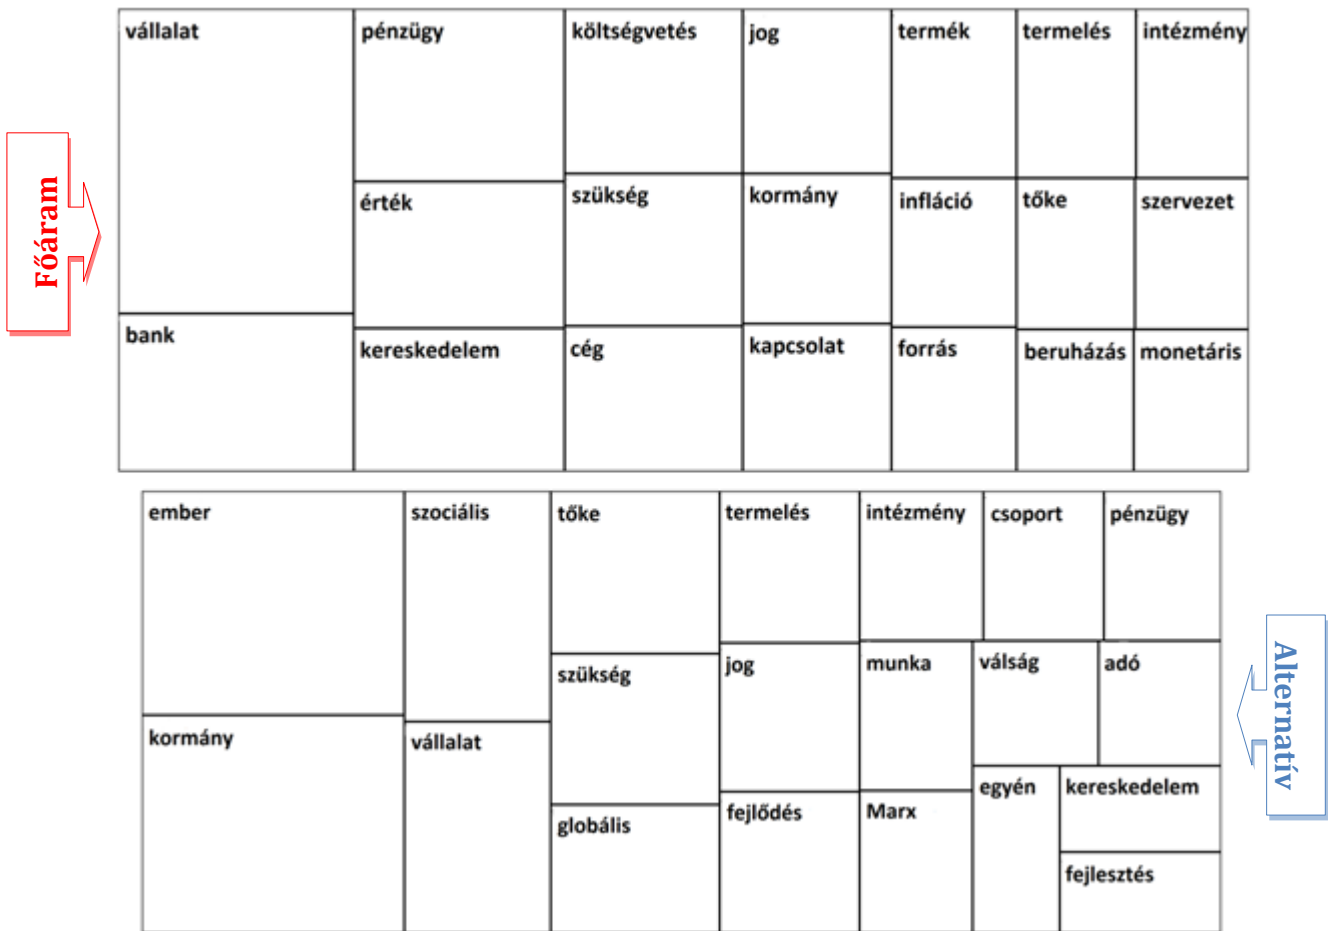 vállalat
pénzügy
költségvetés
jog
termék
termelés
intézmény
érték
szükség
kormány
infláció
tőke
szervezet
bank
kereskedelem
cég
kapcsolat
forrás
beruházás
monetáris
Főáram
ember
szociális
tőke
termelés
intézmény
csoport
pénzügy
szükség
jog
munka
válság
adó
kormány
vállalat
globális
fejlődés
Marx
egyén
kereskedelem
fejlesztés
Alternatív